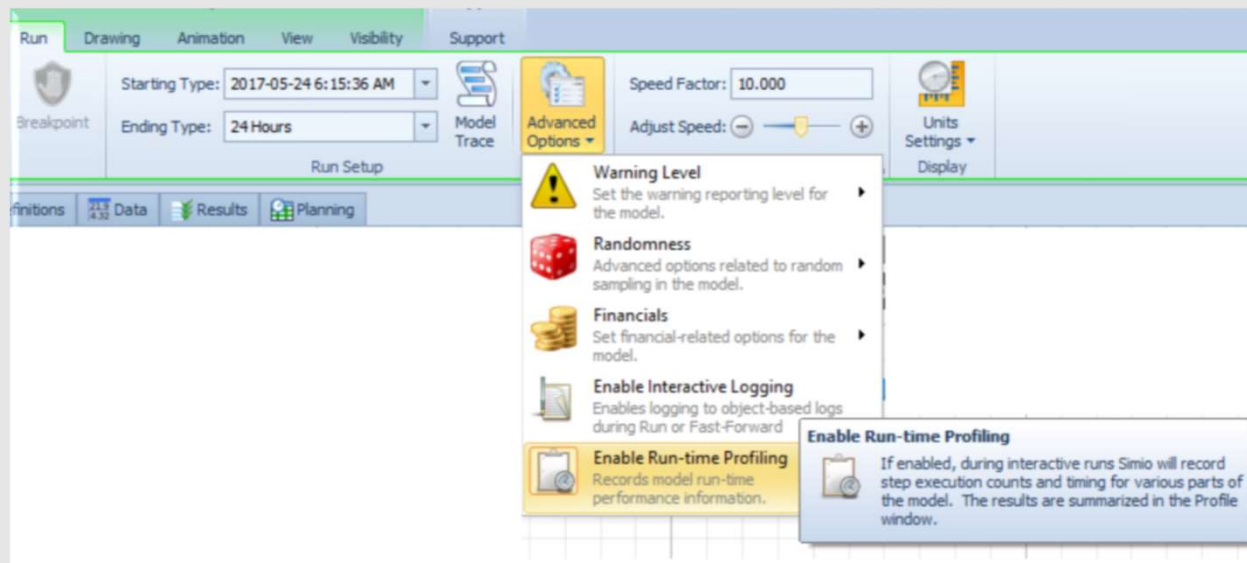 Run Drawing Animation View Visibility Support
Breakpoint
Starting Type: 2017-05-24 6:15:36 AM
Ending Type: 24 Hours
Run Setup
Model
Trace
Advanced
Options
Speed Factor: 10.000
Adjust Speed:
Units
Settings
Display
finitions Data Results Planning
Warning Level
Set the warning reporting level for
the model.
Randomness
Advanced options related to random
sampling in the model.
Financials
Set financial-related options for the
model.
Enable Interactive Logging
Enables logging to object-based logs
during Run or Fast-Forward
Enable Run-time Profiling
Records model run-time
performance information.
Enable Run-time Profiling
If enabled, during interactive runs Simio will record
step execution counts and timing for various parts of
the model. The results are summarized in the Profile
window.